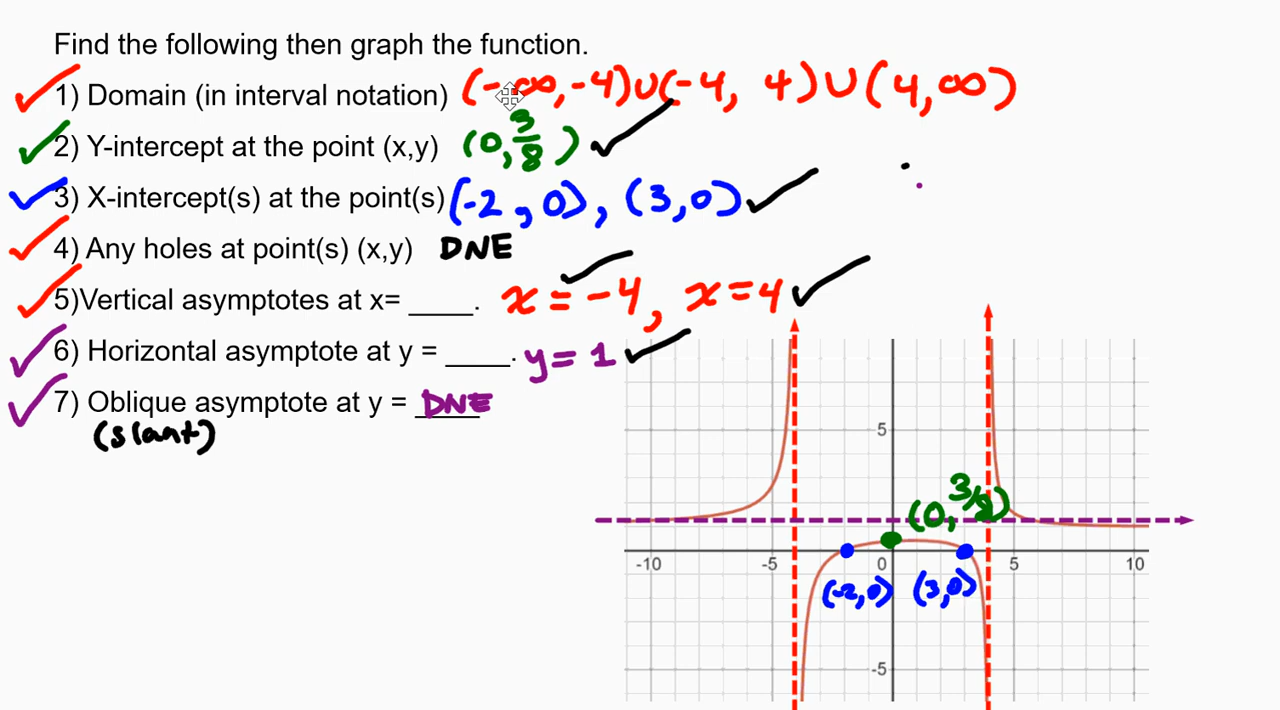 Find the following then graph the function.
1) Domain (in interval notation) (-∞,-4)∪(-4, 4)∪(4,∞)
2) Y-intercept at the point (x,y) (0, 3/8)
3) X-intercept(s) at the point(s) (-2,0), (3,0)
4) Any holes at point(s) (x,y) DNE
5)Vertical asymptotes at x= ____. x = -4, x=4
6) Horizontal asymptote at y = ____. y = 1
7) Oblique asymptote at y = DNE
(slant)
5
(0, 3/8)
-10 -5 0 5 10
(-2,0) (3,0)
-5